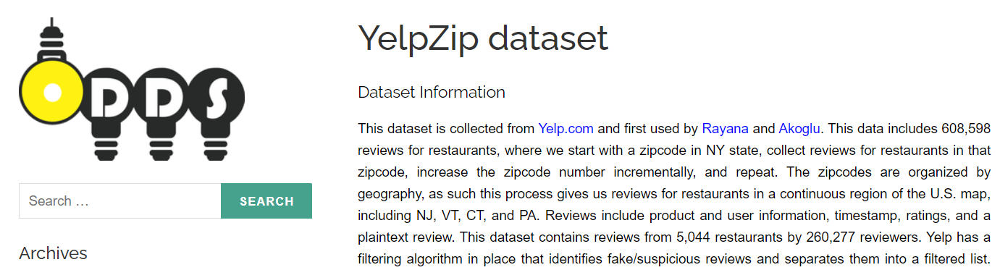 ODDS
YelpZip dataset
Dataset Information
This dataset is collected from Yelp.com and first used by Rayana and Akoglu. This data includes 608,598
reviews for restaurants, where we start with a zipcode in NY state, collect reviews for restaurants in that
zipcode, increase the zipcode number incrementally, and repeat. The zipcodes are organized by
geography, as such this process gives us reviews for restaurants in a continuous region of the U.S. map,
including NJ, VT, CT, and PA. Reviews include product and user information, timestamp, ratings, and a
plaintext review. This dataset contains reviews from 5,044 restaurants by 260,277 reviewers. Yelp has a
filtering algorithm in place that identifies fake/suspicious reviews and separates them into a filtered list.
Search …
SEARCH
Archives